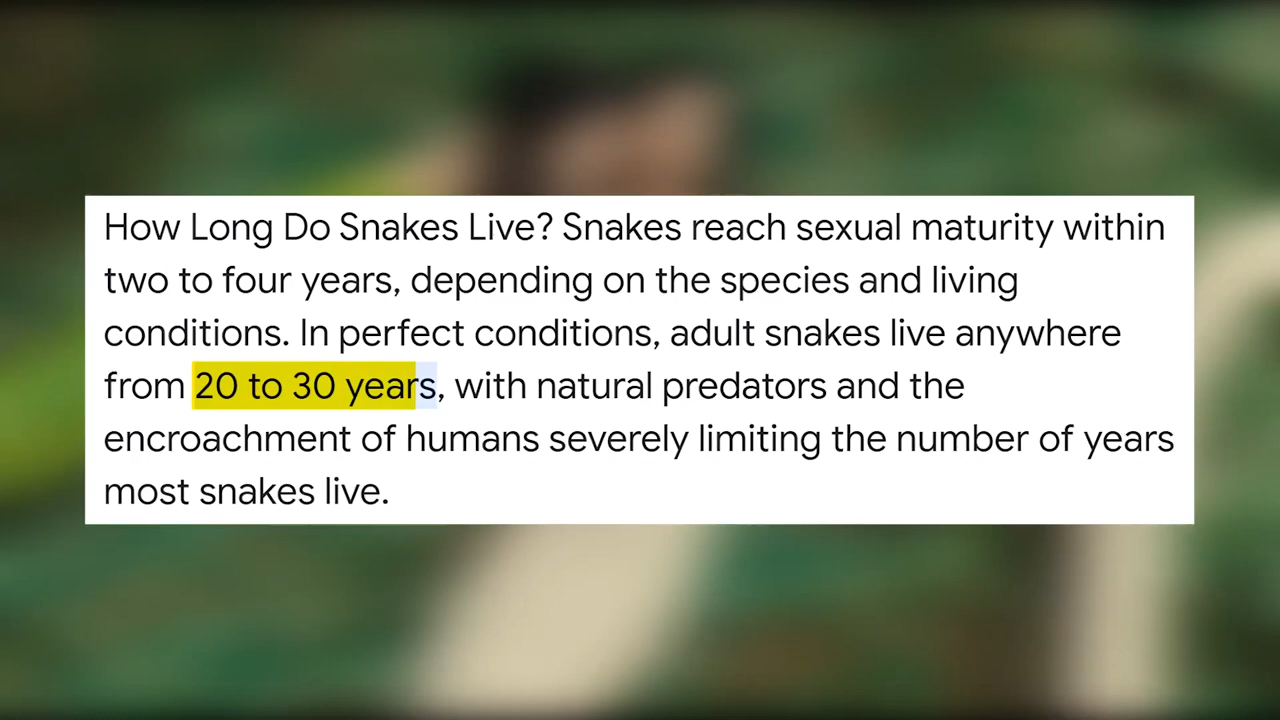 How Long Do Snakes Live? Snakes reach sexual maturity within
two to four years, depending on the species and living
conditions. In perfect conditions, adult snakes live anywhere
from 20 to 30 years, with natural predators and the
encroachment of humans severely limiting the number of years
most snakes live.